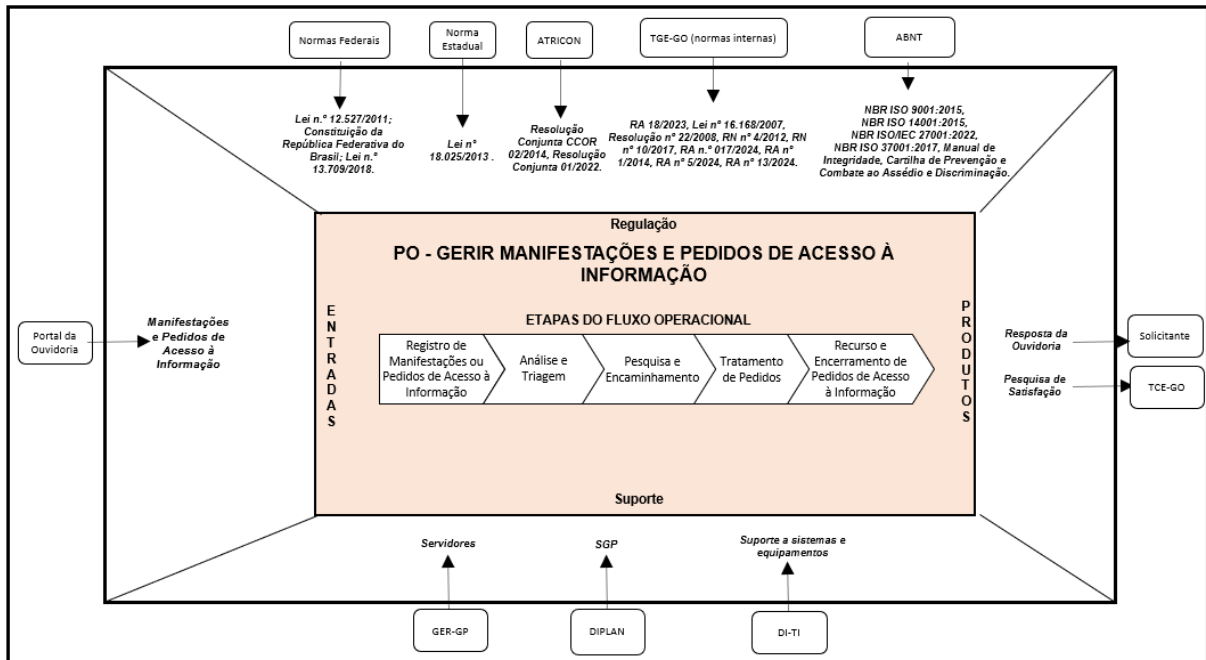 Normas Federais
Norma
Estadual
ATRICON
TGE-GO (normas internas)
ABNT
Lei n.º 12.527/2011;
Constituição da
República Federativa do
Brasil; Lei n.º
13.709/2018.
Lei nº
18.025/2013 .
Resolução
Conjunta CCOR
02/2014, Resolução
Conjunta 01/2022.
RA 18/2023, Lei nº 16.168/2007,
Resolução nº 22/2008, RN nº 4/2012, RN
nº 10/2017, RA n.º 017/2024, RA nº
1/2014, RA nº 5/2024, RA nº 13/2024.
NBR ISO 9001:2015,
NBR ISO 14001:2015,
NBR ISO/IEC 27001:2022,
NBR ISO 37001:2017, Manual de
Integridade, Cartilha de Prevenção e
Combate ao Assédio e Discriminação.
Regulação
PO - GERIR MANIFESTAÇÕES E PEDIDOS DE ACESSO À
INFORMAÇÃO
Portal da
Ouvidoria
Manifestações
e Pedidos de
Acesso à
Informação
ENTRADAS
ETAPAS DO FLUXO OPERACIONAL
Registro de
Manifestações ou
Pedidos de Acesso à
Informação
Análise e
Triagem
Pesquisa e
Encaminhamento
Tratamento
de Pedidos
Recurso e
Encerramento de
Pedidos de Acesso
à Informação
PRODUTOS
Resposta da
Ouvidoria
Solicitante
Pesquisa de
Satisfação
TCE-GO
Suporte
Servidores
SGP
Suporte a sistemas e
equipamentos
GER-GP
DIPLAN
DI-TI